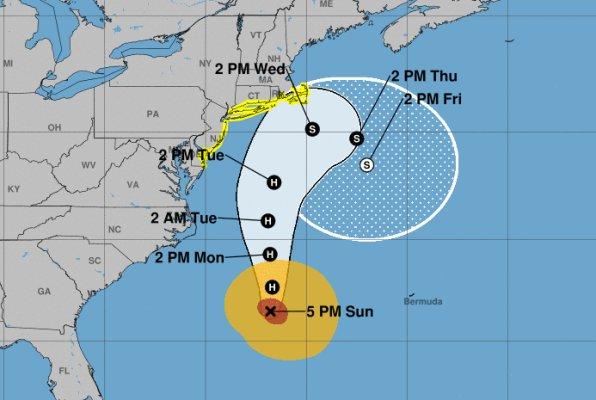 ME
VT
NH
NY
MI
MA
2 PM Wed
CT
RI
2 PM Thu
2 PM Fri
PA
OH
NJ
2 PM Tue
WV
KY
VA
2 AM Tue
NC
2 PM Mon
SC
GA
FL
5 PM Sun
Bermuda
H
H
H
H
S
S
S